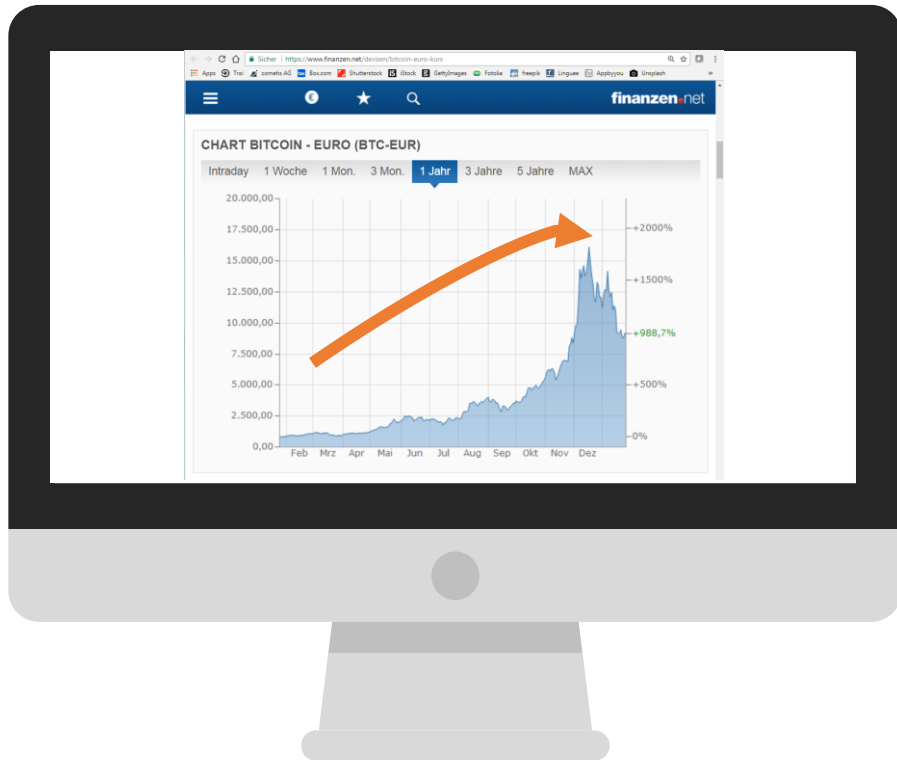 Sicher | https://www.finanzen.net/devisen/bitcoin-euro-kurs
Apps Troi cometis AG Box.com Shutterstock iStock GettyImages Fotolia freepik Linguee Appbyyou Unsplash »
finanzen.net
CHART BITCOIN - EURO (BTC-EUR)
Intraday 1 Woche 1 Mon. 3 Mon. 1 Jahr 3 Jahre 5 Jahre MAX
20.000,00
17.500,00 +2000%
15.000,00 +1500%
12.500,00
10.000,00 +988,7%
7.500,00
5.000,00 +500%
2.500,00
0,00 +0%
Feb Mrz Apr Mai Jun Jul Aug Sep Okt Nov Dez